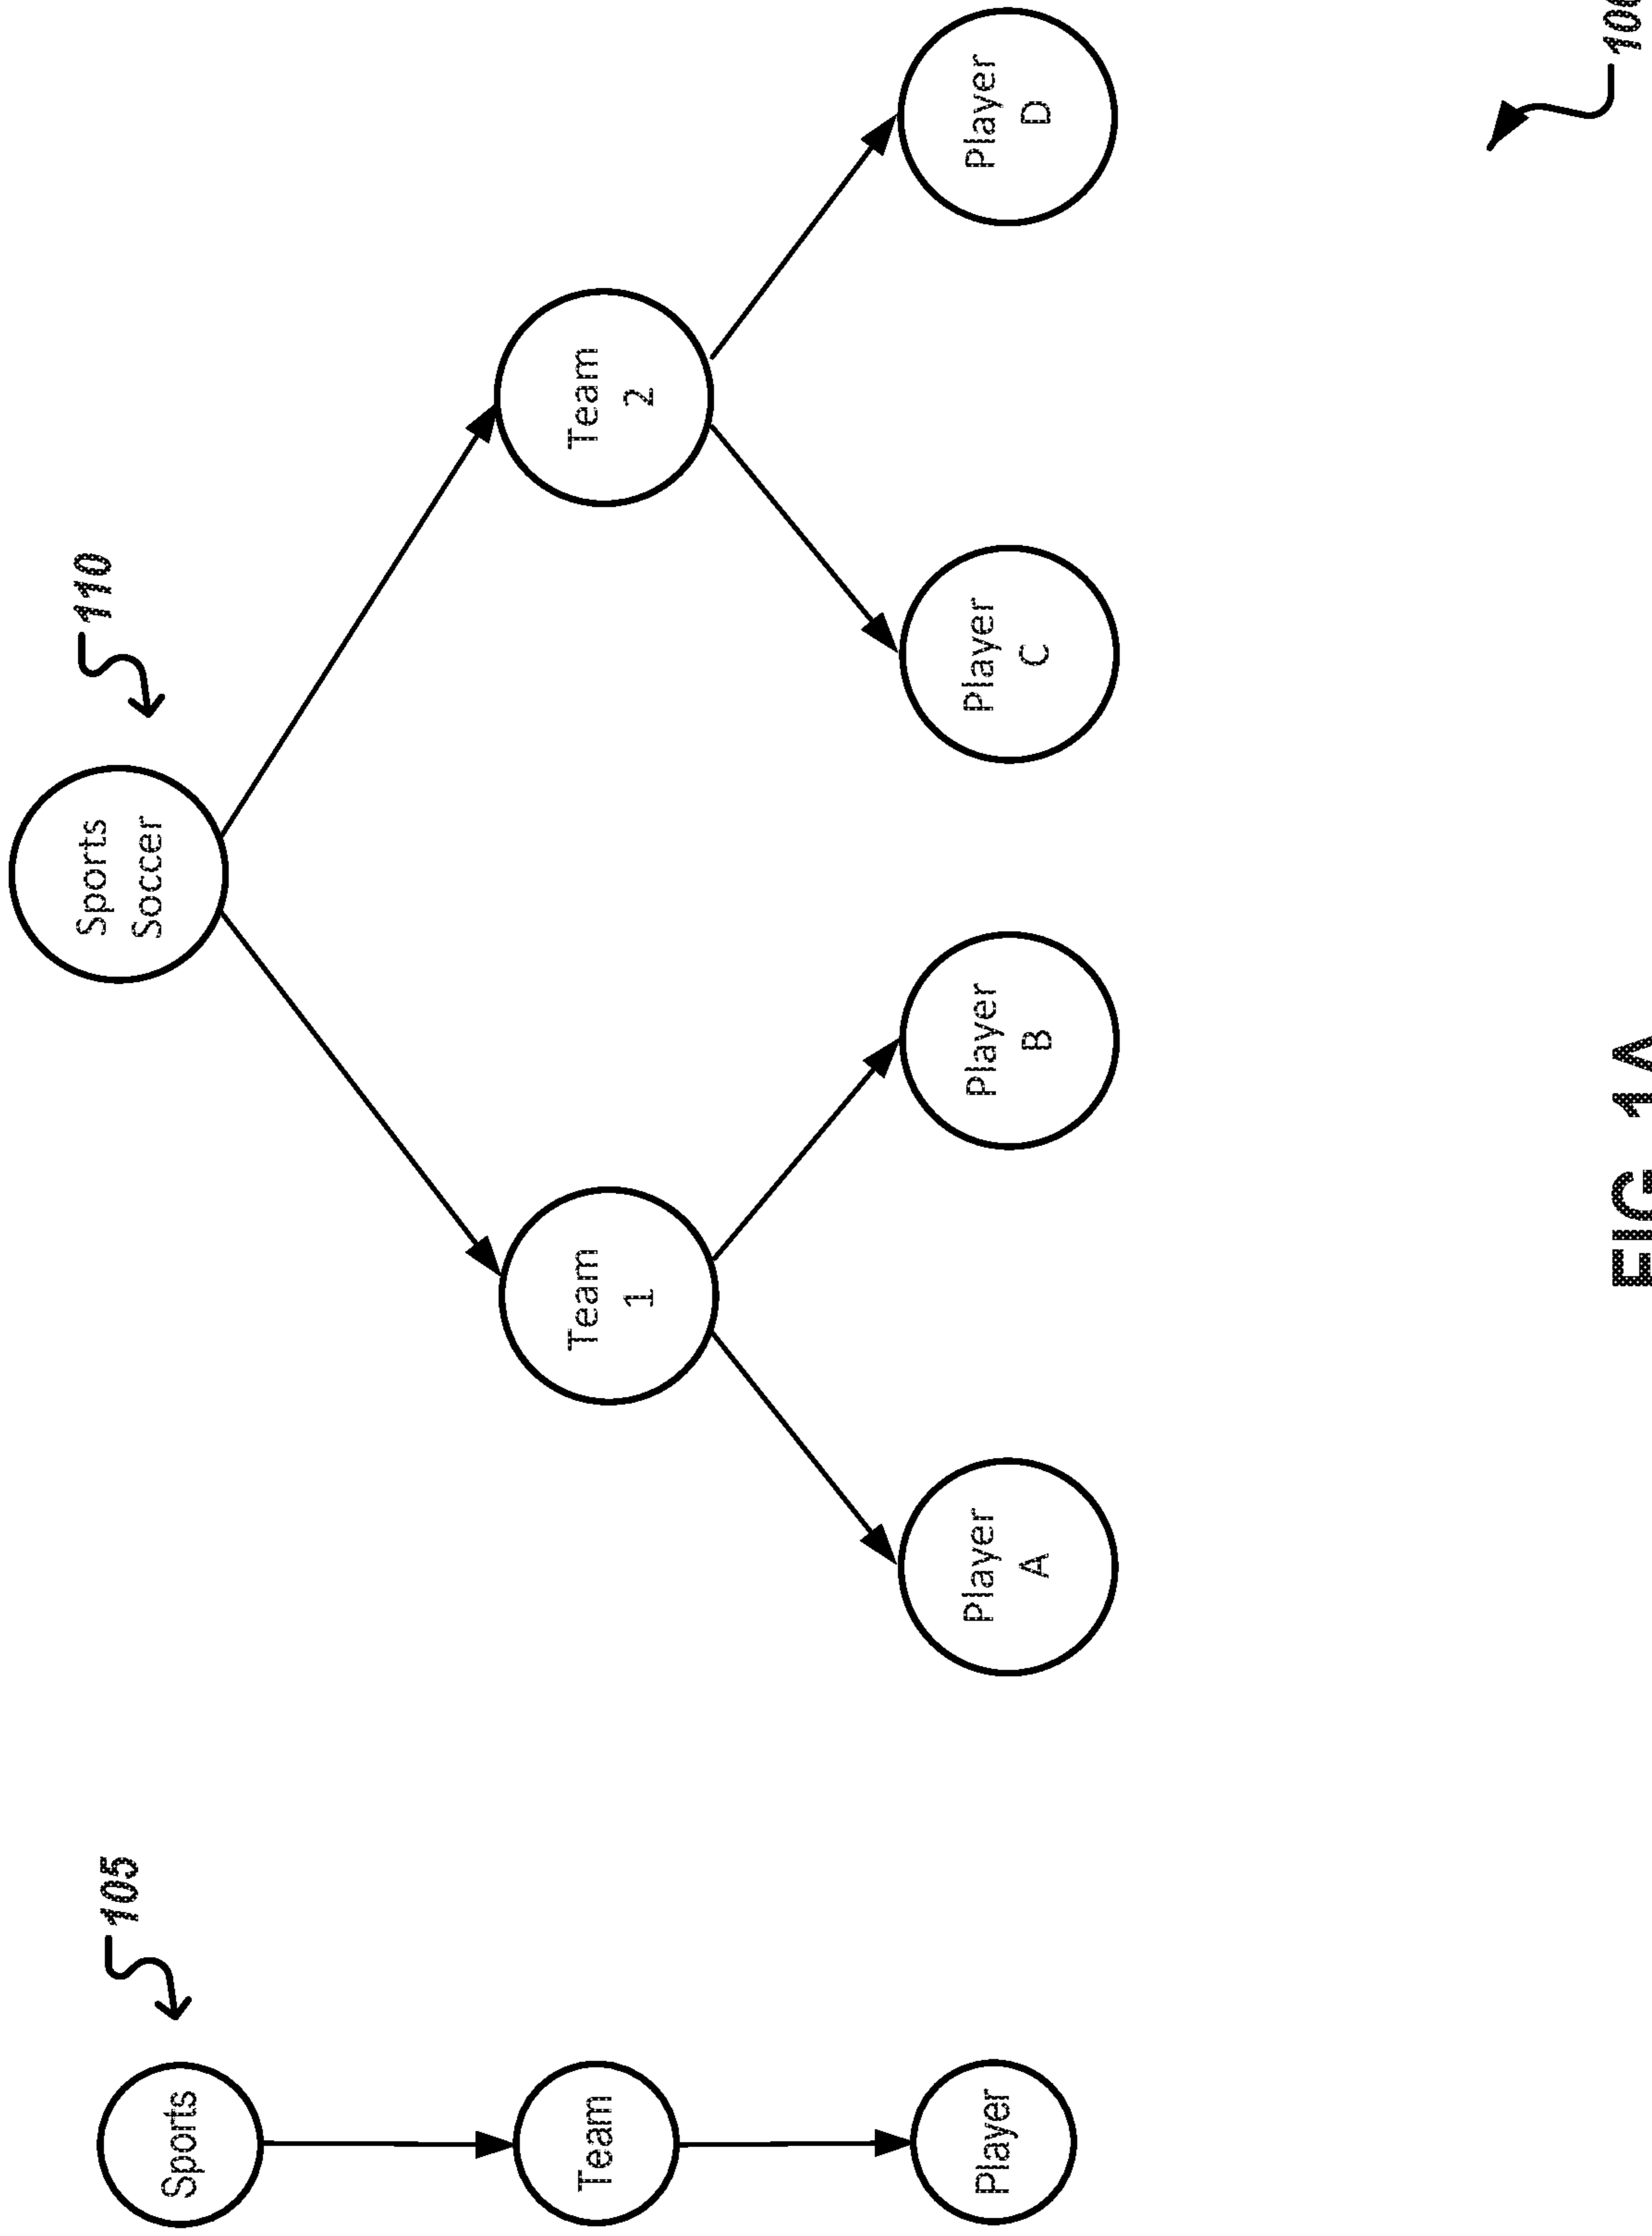 Sports
105
Team
Player
110
Sports
Soccer
Team
1
Team
2
Player
A
Player
B
Player
C
Player
D
FIG 1A